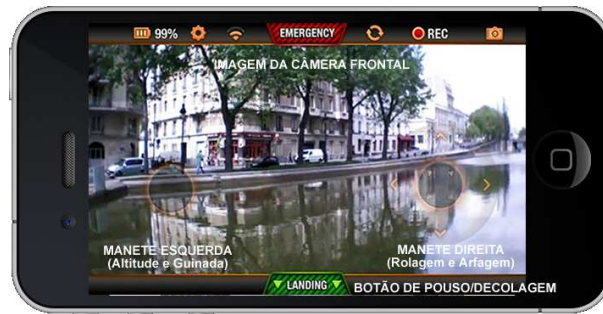 99%
EMERGENCY
REC
IMAGEM DA CÂMERA FRONTAL
MANETE ESQUERDA
(Altitude e Guinada)
MANETE DIREITA
(Rolagem e Arfagem)
LANDING
BOTÃO DE POUSO/DECOLAGEM